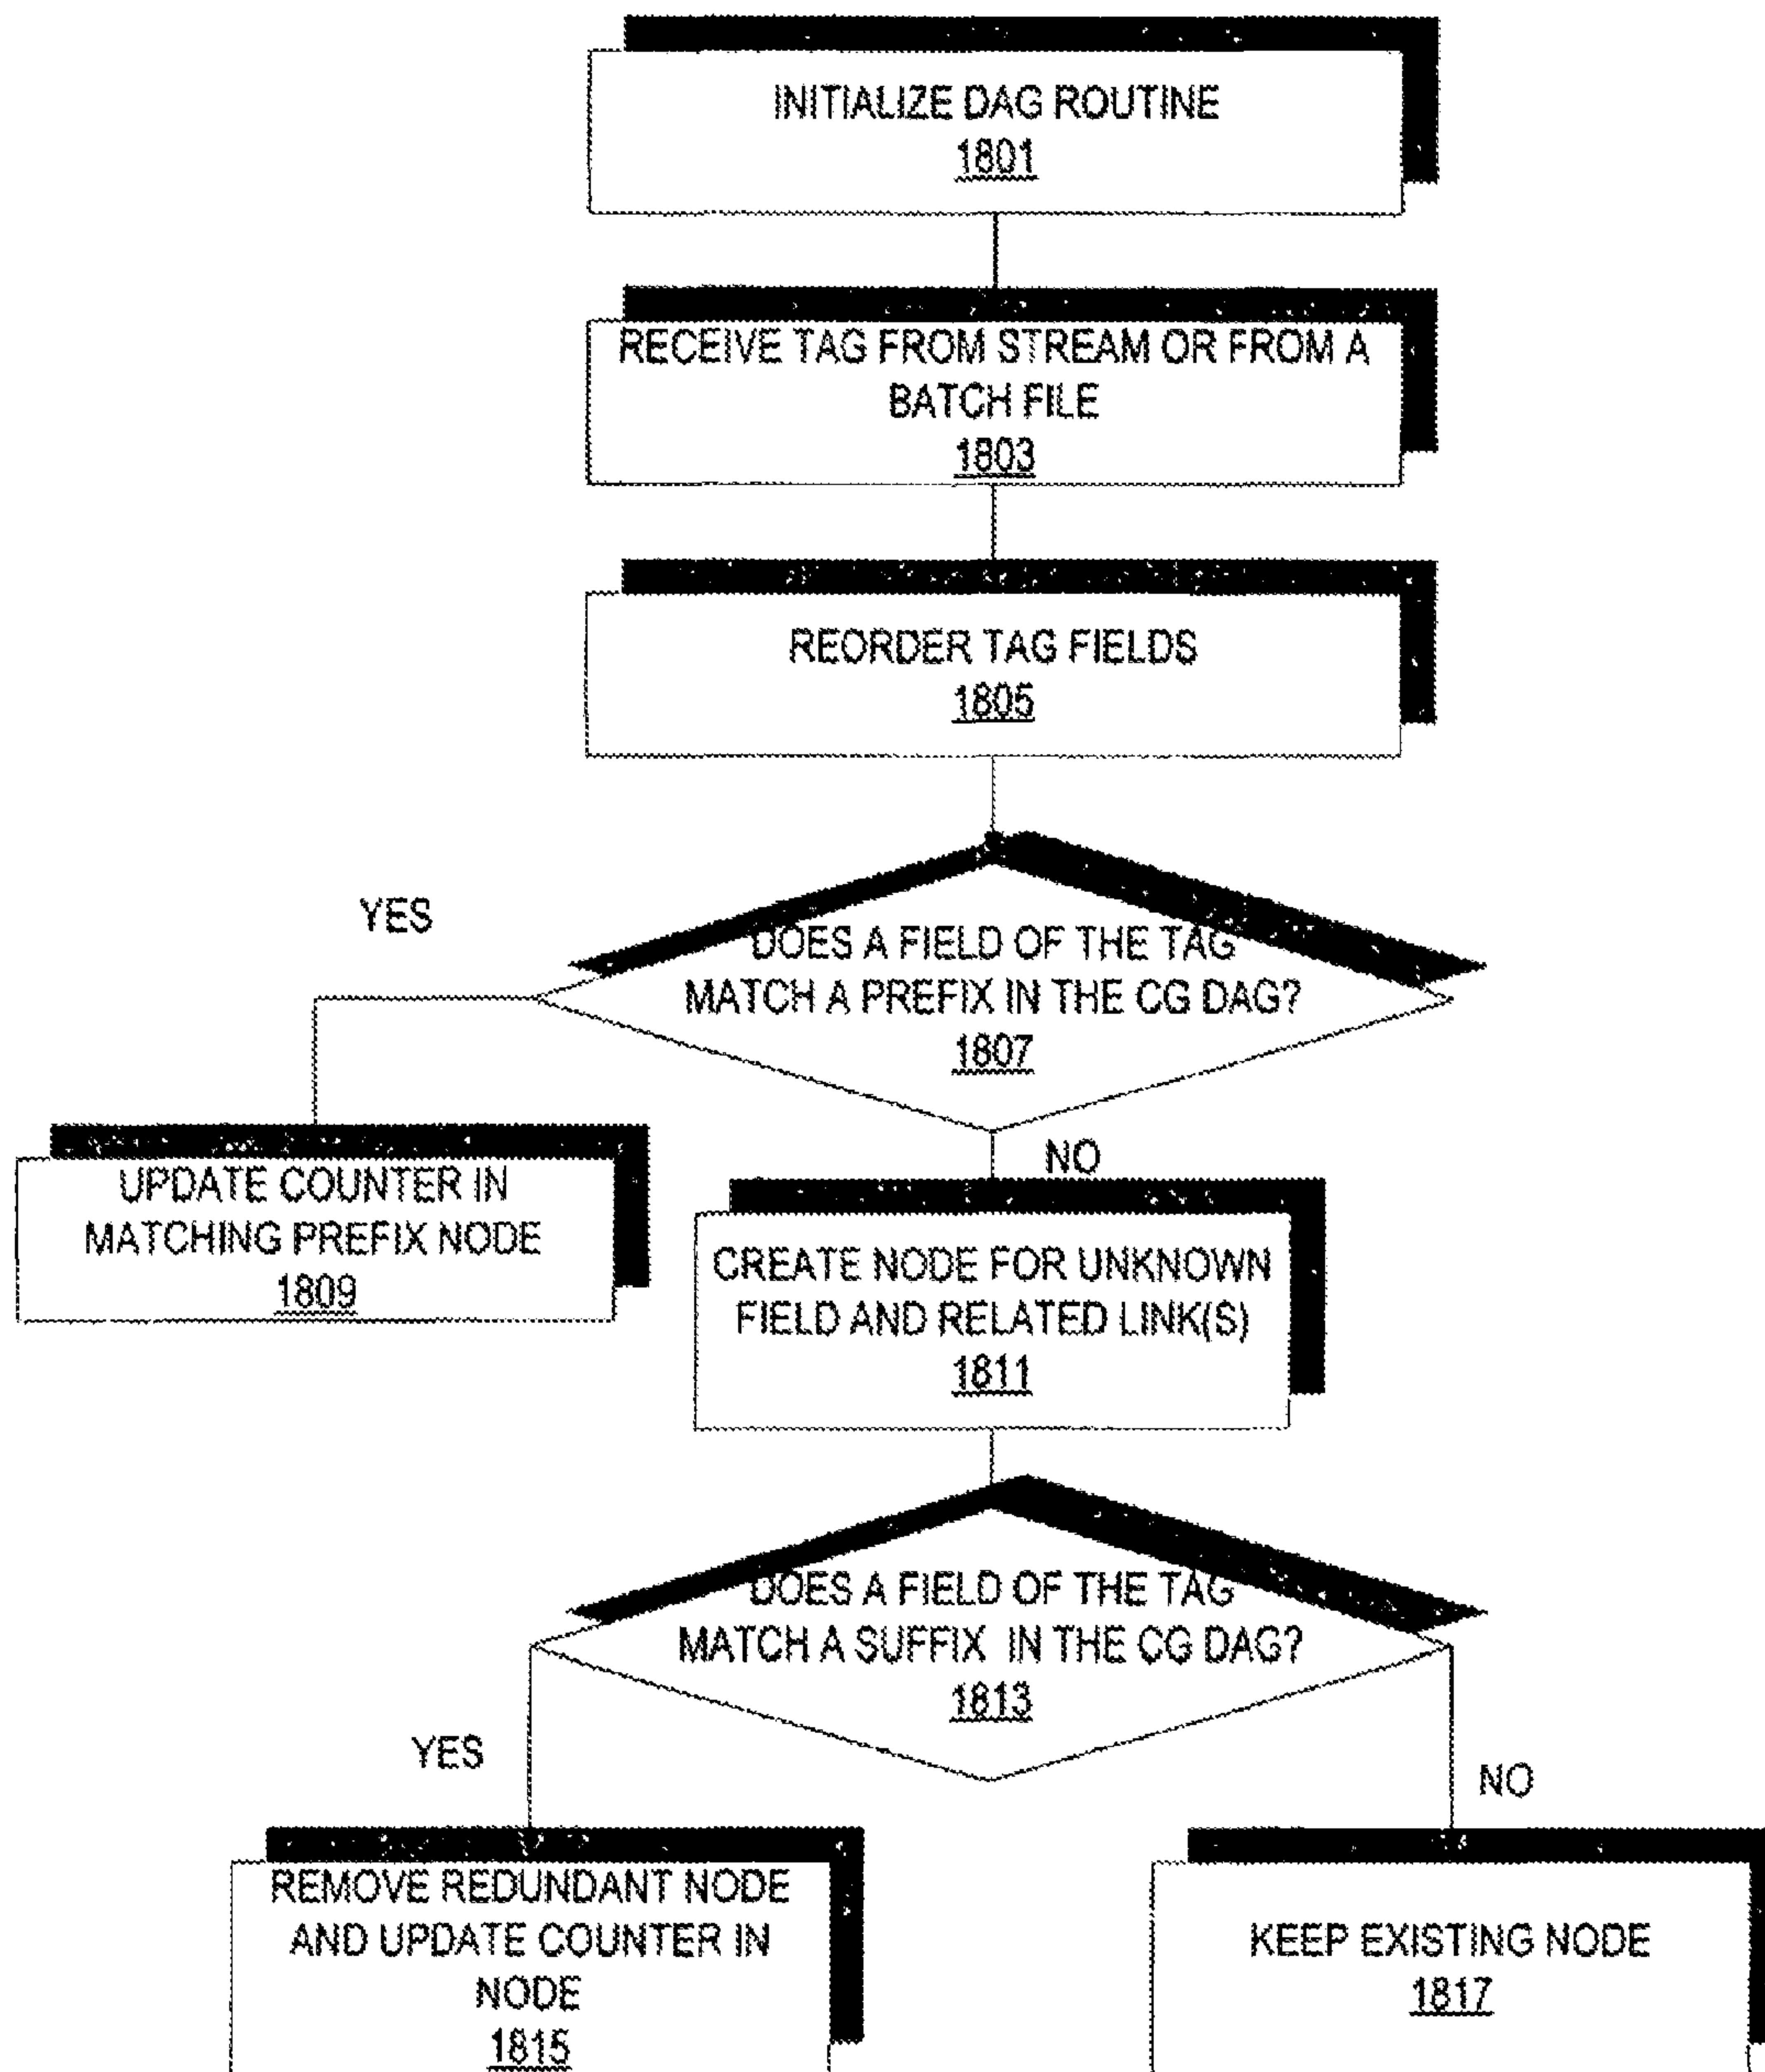 INITIALIZE DAG ROUTINE
1801
RECEIVE TAG FROM STREAM OR FROM A
BATCH FILE
1803
REORDER TAG FIELDS
1805
YES
DOES A FIELD OF THE TAG
MATCH A PREFIX IN THE CG DAG?
1807
NO
UPDATE COUNTER IN
MATCHING PREFIX NODE
1809
CREATE NODE FOR UNKNOWN
FIELD AND RELATED LINK(S)
1811
DOES A FIELD OF THE TAG
MATCH A SUFFIX IN THE CG DAG?
1813
YES
NO
REMOVE REDUNDANT NODE
AND UPDATE COUNTER IN
NODE
1815
KEEP EXISTING NODE
1817